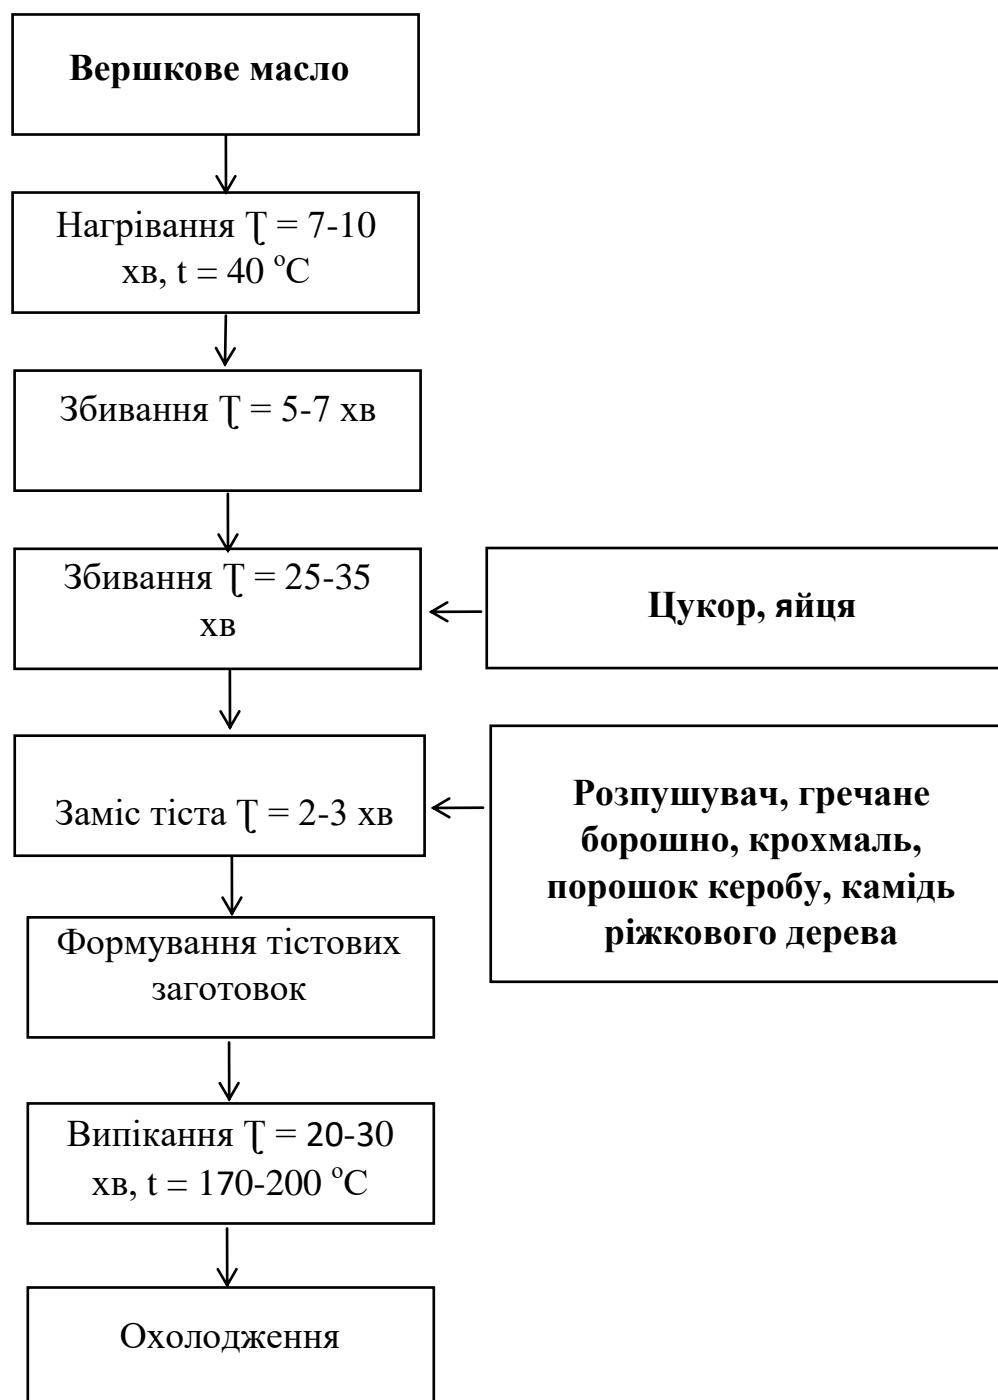 Вершкове масло
Нагрівання Ʈ = 7-10
хв, t = 40 °C
Збивання Ʈ = 5-7 хв
Збивання Ʈ = 25-35
хв
Цукор, яйця
Заміс тіста Ʈ = 2-3 хв
Розпушувач, гречане
борошно, крохмаль,
порошок керобу, камідь
ріжкового дерева
Формування тістових
заготовок
Випікання Ʈ = 20-30
хв, t = 170-200 °C
Охолодження